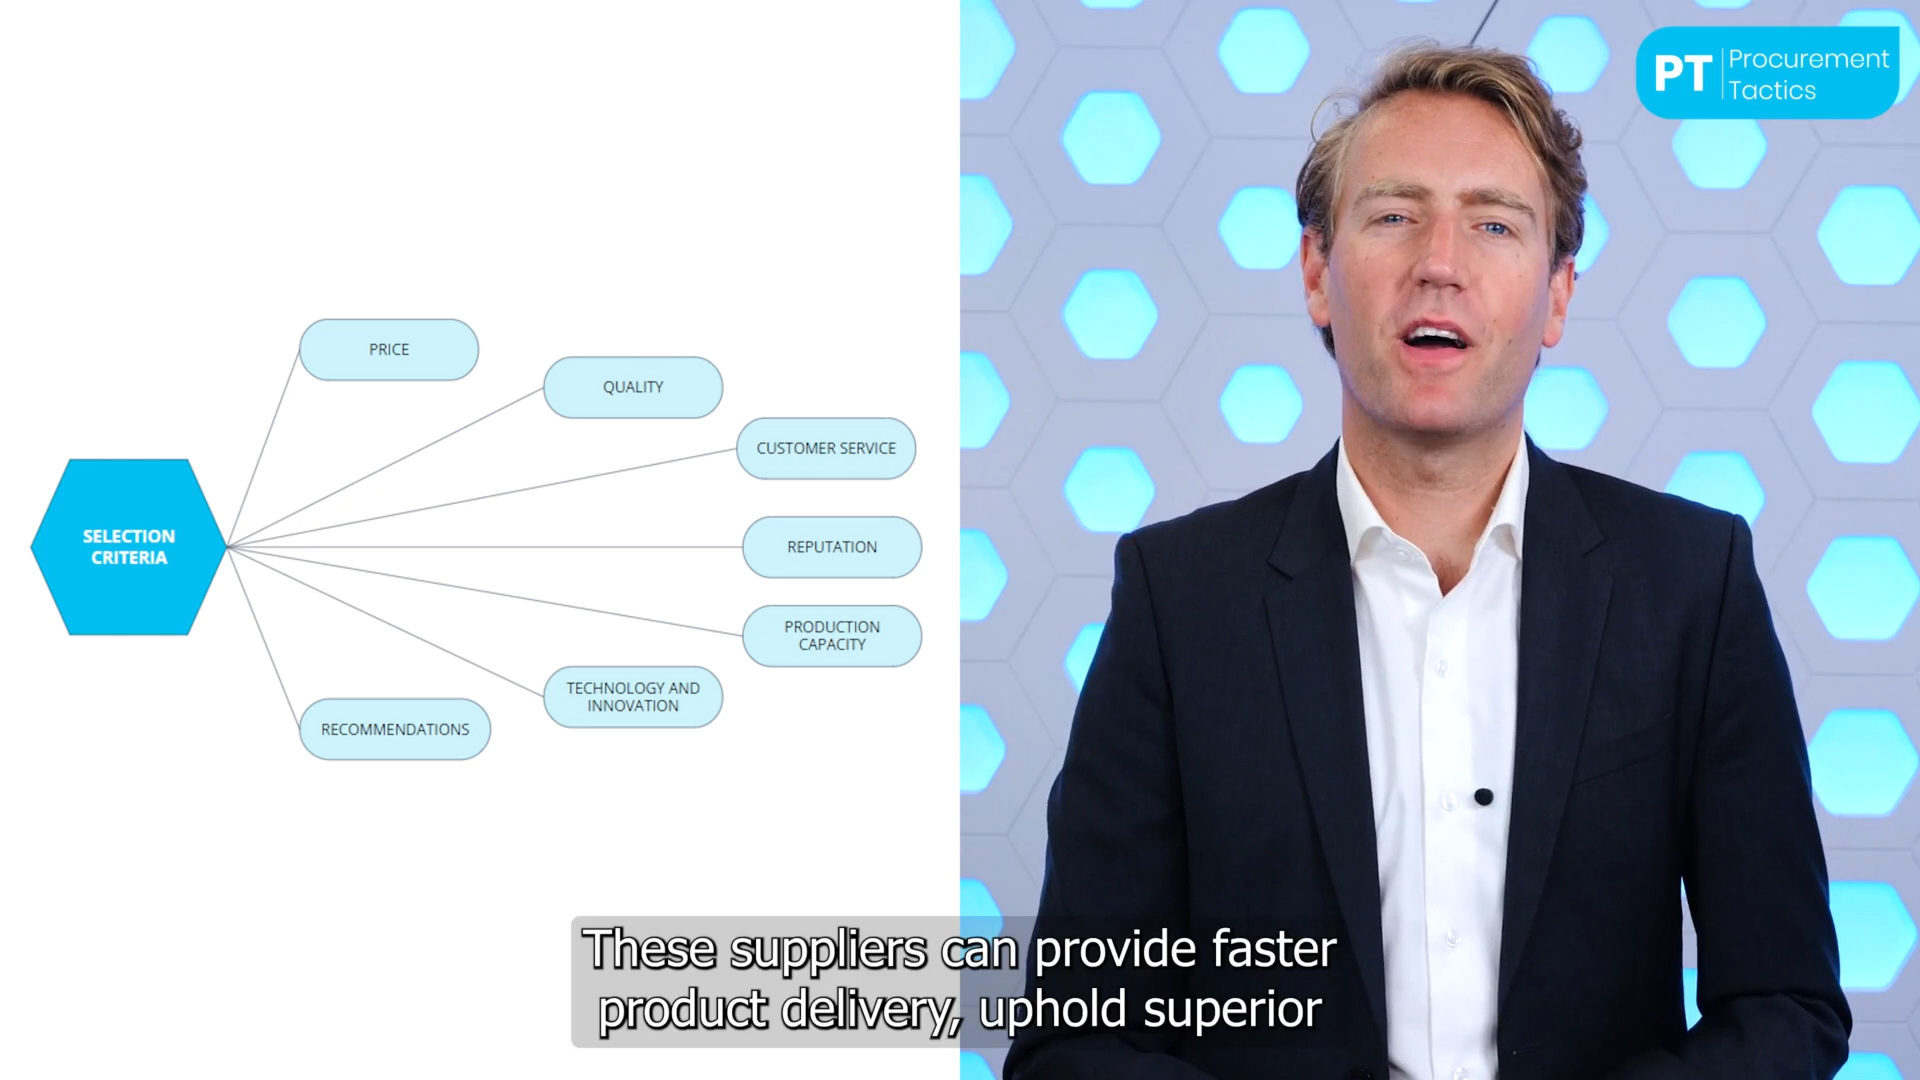 PT
Procurement
Tactics
PRICE
QUALITY
CUSTOMER SERVICE
SELECTION
CRITERIA
REPUTATION
PRODUCTION
CAPACITY
TECHNOLOGY AND
INNOVATION
RECOMMENDATIONS
These suppliers can provide faster
product delivery, uphold superior